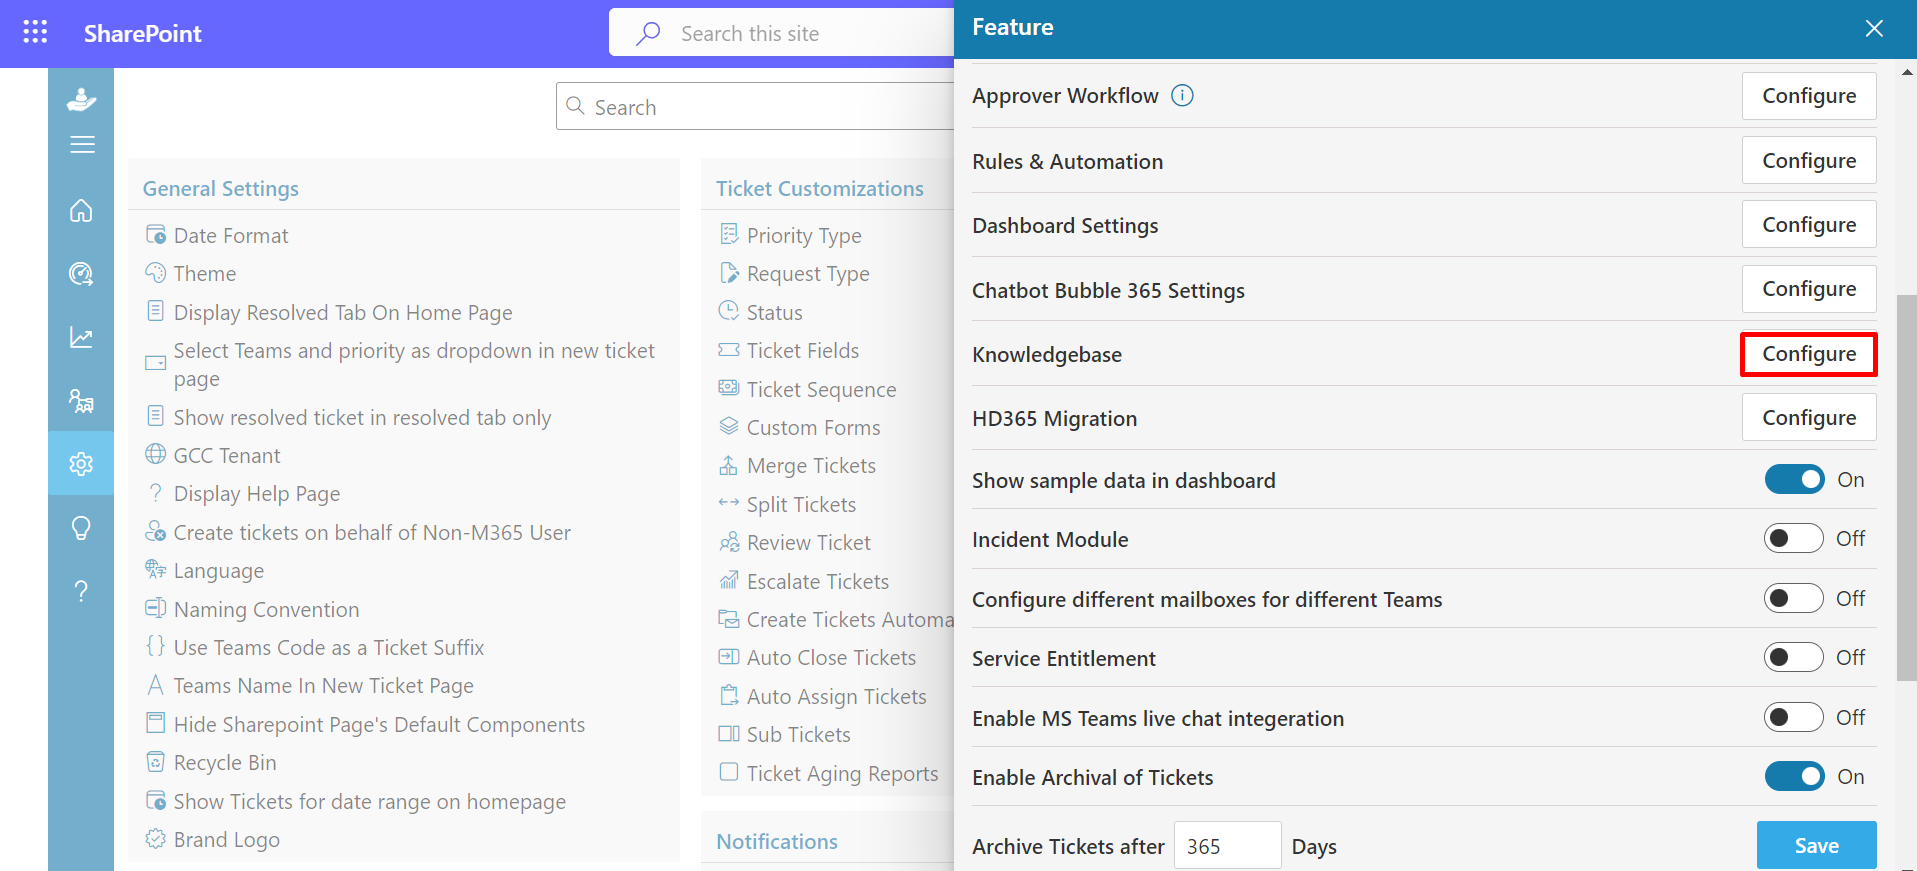 SharePoint
Search this site
Search
General Settings
Date Format
Theme
Display Resolved Tab On Home Page
Select Teams and priority as dropdown in new ticket
page
Show resolved ticket in resolved tab only
GCC Tenant
Display Help Page
Create tickets on behalf of Non-M365 User
Language
Naming Convention
Use Teams Code as a Ticket Suffix
Teams Name In New Ticket Page
Hide Sharepoint Page's Default Components
Recycle Bin
Show Tickets for date range on homepage
Brand Logo
Ticket Customizations
Priority Type
Request Type
Status
Ticket Fields
Ticket Sequence
Custom Forms
Merge Tickets
Split Tickets
Review Ticket
Escalate Tickets
Create Tickets Automa
Auto Close Tickets
Auto Assign Tickets
Sub Tickets
Ticket Aging Reports
Notifications
Feature
Approver Workflow Configure
Rules & Automation Configure
Dashboard Settings Configure
Chatbot Bubble 365 Settings Configure
Knowledgebase Configure
HD365 Migration Configure
Show sample data in dashboard On
Incident Module Off
Configure different mailboxes for different Teams Off
Service Entitlement Off
Enable MS Teams live chat integeration Off
Enable Archival of Tickets On
Archive Tickets after 365 Days Save